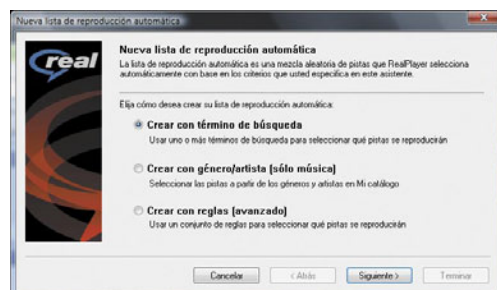 Nueva lista de reproducción automática
real
Nueva lista de reproducción automática
La lista de reproducción automática es una mezcla aleatoria de pistas que RealPlayer selecciona
automáticamente con base en los criterios que usted especifica en este asistente.
Elija cómo desea crear su lista de reproducción automática:
Crear con término de búsqueda
Usar uno o más términos de búsqueda para seleccionar qué pistas se reproducirán
Crear con género/artista (sólo música)
Seleccionar las pistas a partir de los géneros y artistas en Mi catálogo
Crear con reglas (avanzado)
Usar un conjunto de reglas para seleccionar qué pistas se reproducirán
Cancelar < Atrás Siguiente > Terminar